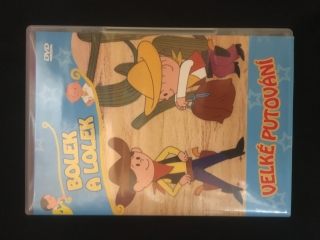 DVD
BOLEK
A LOLEK
VELKÉ PUTOVÁNÍ